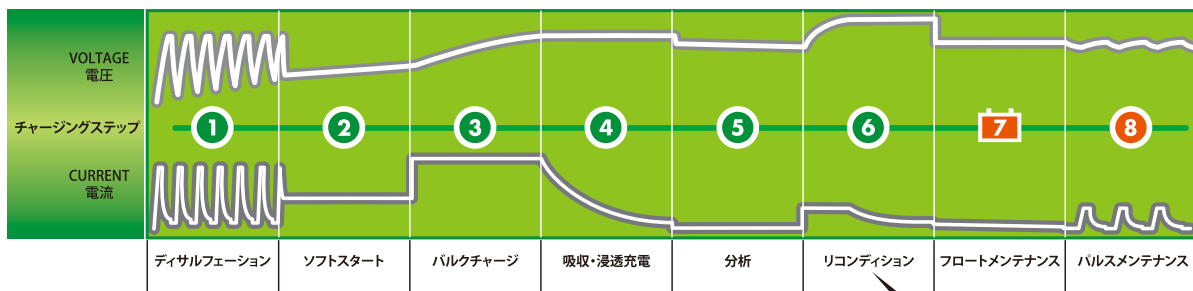 VOLTAGE
電圧
チャージングステップ
1 2 3 4 5 6 7 8
CURRENT
電流
ディサルフェーション ソフトスタート バルクチャージ 吸収・浸透充電 分析 リコンディション フロートメンテナンス パルスメンテナンス